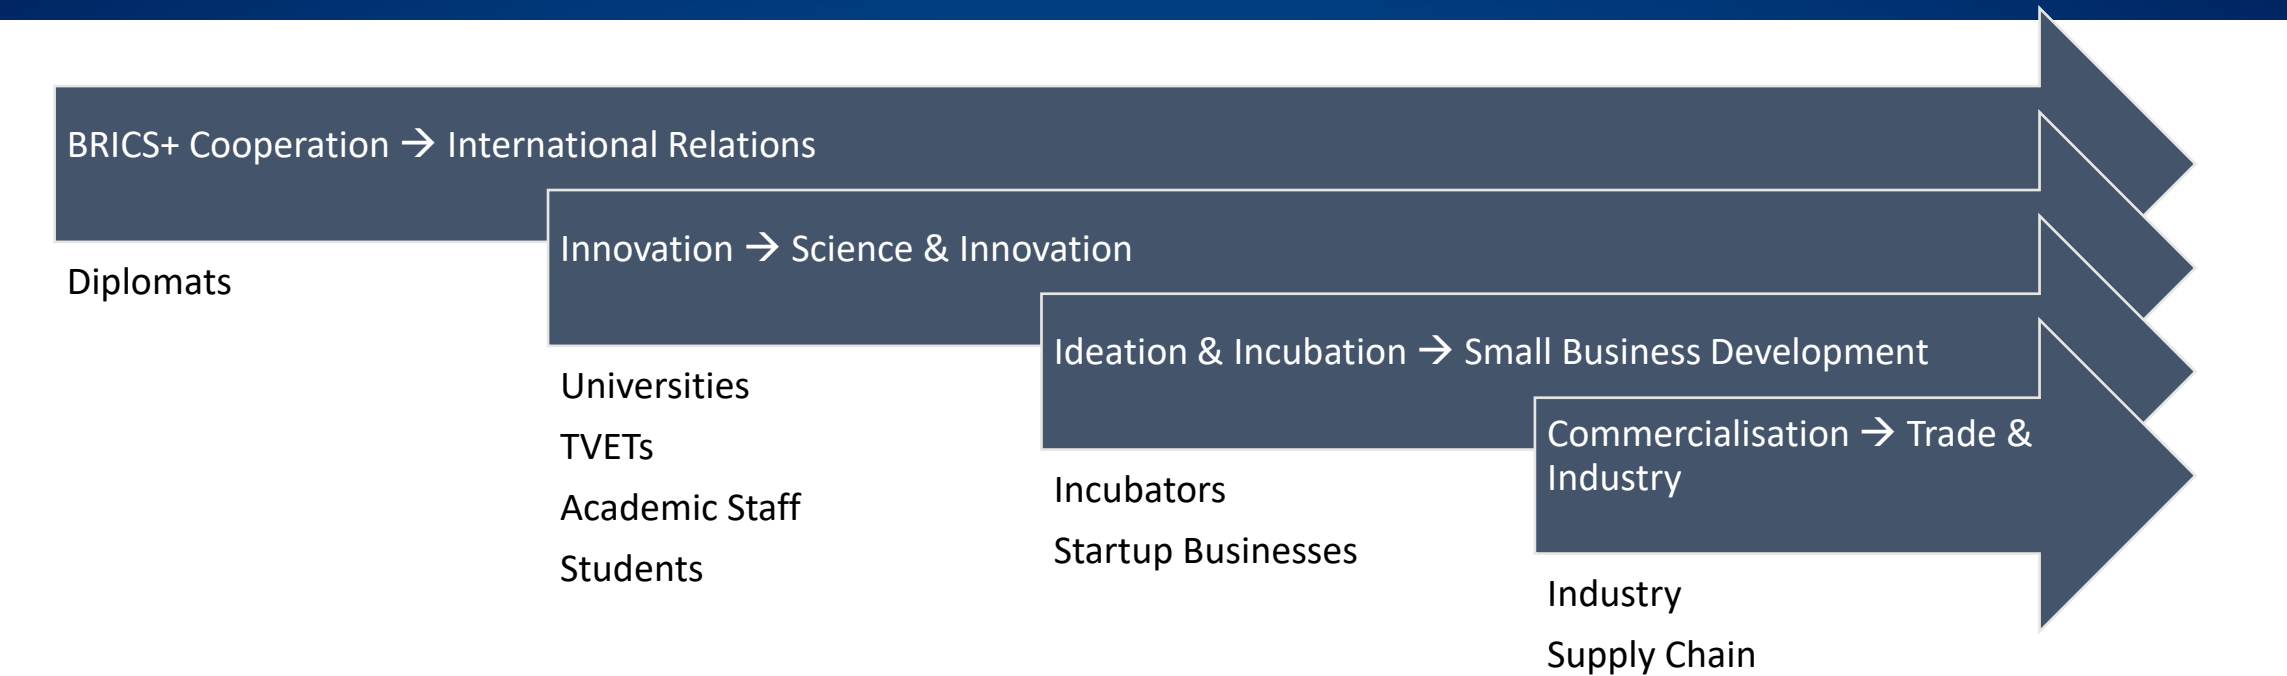 BRICS+ Cooperation → International Relations
Diplomats
Innovation → Science & Innovation
Universities
TVETs
Academic Staff
Students
Ideation & Incubation → Small Business Development
Incubators
Startup Businesses
Commercialisation → Trade &
Industry
Industry
Supply Chain